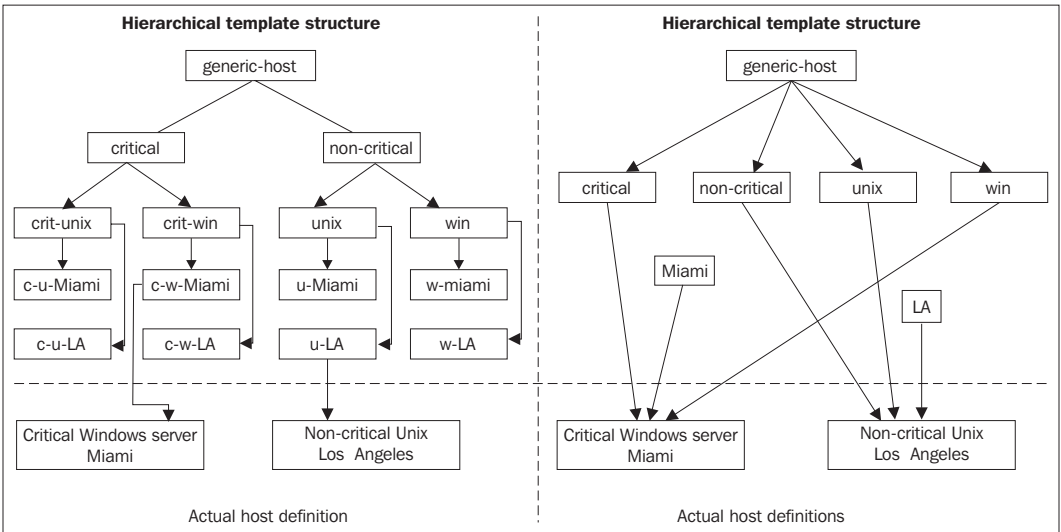 Hierarchical template structure
generic-host
critical
non-critical
crit-unix
crit-win
unix
win
c-u-Miami
c-w-Miami
u-Miami
w-miami
c-u-LA
c-w-LA
u-LA
w-LA
Critical Windows server
Miami
Non-critical Unix
Los Angeles
Actual host definition
Hierarchical template structure
generic-host
critical
non-critical
unix
win
Miami
LA
Critical Windows server
Miami
Non-critical Unix
Los Angeles
Actual host definitions